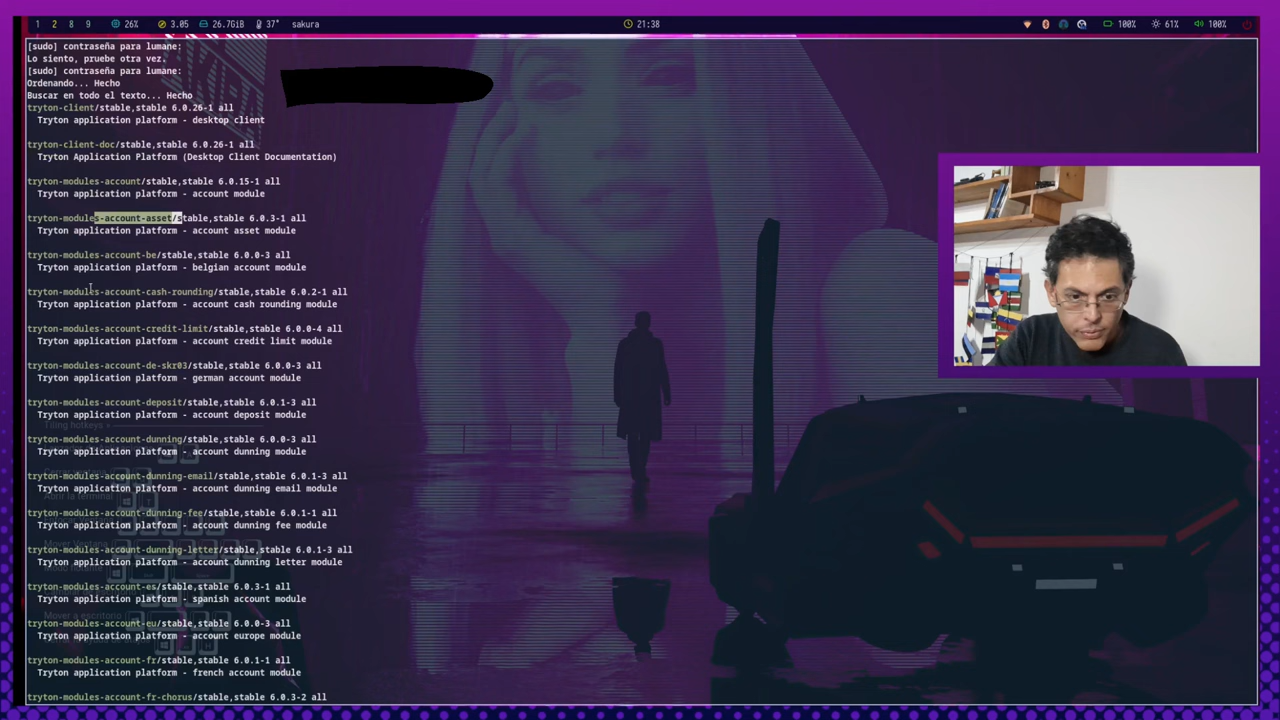 1 2 8 9 26% 3.05 26.7GiB 37° sakura 21:38 100% 61% 100%
[sudo] contraseña para lumane:
Lo siento, pruebe otra vez.
[sudo] contraseña para lumane:
Ordenando... Hecho
Buscar en todo el texto... Hecho
tryton-client/stable,stable 6.0.26-1 all
Tryton application platform - desktop client
tryton-client-doc/stable,stable 6.0.26-1 all
Tryton Application Platform (Desktop Client Documentation)
tryton-modules-account/stable,stable 6.0.15-1 all
Tryton application platform - account module
tryton-modules-account-asset/stable,stable 6.0.3-1 all
Tryton application platform - account asset module
tryton-modules-account-be/stable,stable 6.0.0-3 all
Tryton application platform - belgian account module
tryton-modules-account-cash-rounding/stable,stable 6.0.2-1 all
Tryton application platform - account cash rounding module
tryton-modules-account-credit-limit/stable,stable 6.0.0-4 all
Tryton application platform - account credit limit module
tryton-modules-account-de-skr03/stable,stable 6.0.0-3 all
Tryton application platform - german account module
tryton-modules-account-deposit/stable,stable 6.0.1-3 all
Tryton application platform - account deposit module
Tiling hotkeys
tryton-modules-account-dunning/stable,stable 6.0.0-3 all
Tryton application platform - account dunning module
tryton-modules-account-dunning-email/stable,stable 6.0.1-3 all
Tryton application platform - account dunning email module
Abrir la terminal
tryton-modules-account-dunning-fee/stable,stable 6.0.1-1 all
Tryton application platform - account dunning fee module
Mover Ventana
tryton-modules-account-dunning-letter/stable,stable 6.0.1-3 all
Tryton application platform - account dunning letter module
tryton-modules-account-es/stable,stable 6.0.3-1 all
Tryton application platform - spanish account module
Mover a escritorio
tryton-modules-account-eu/stable,stable 6.0.0-3 all
Tryton application platform - account europe module
tryton-modules-account-fr/stable,stable 6.0.1-1 all
Tryton application platform - french account module
tryton-modules-account-fr-chorus/stable,stable 6.0.3-2 all